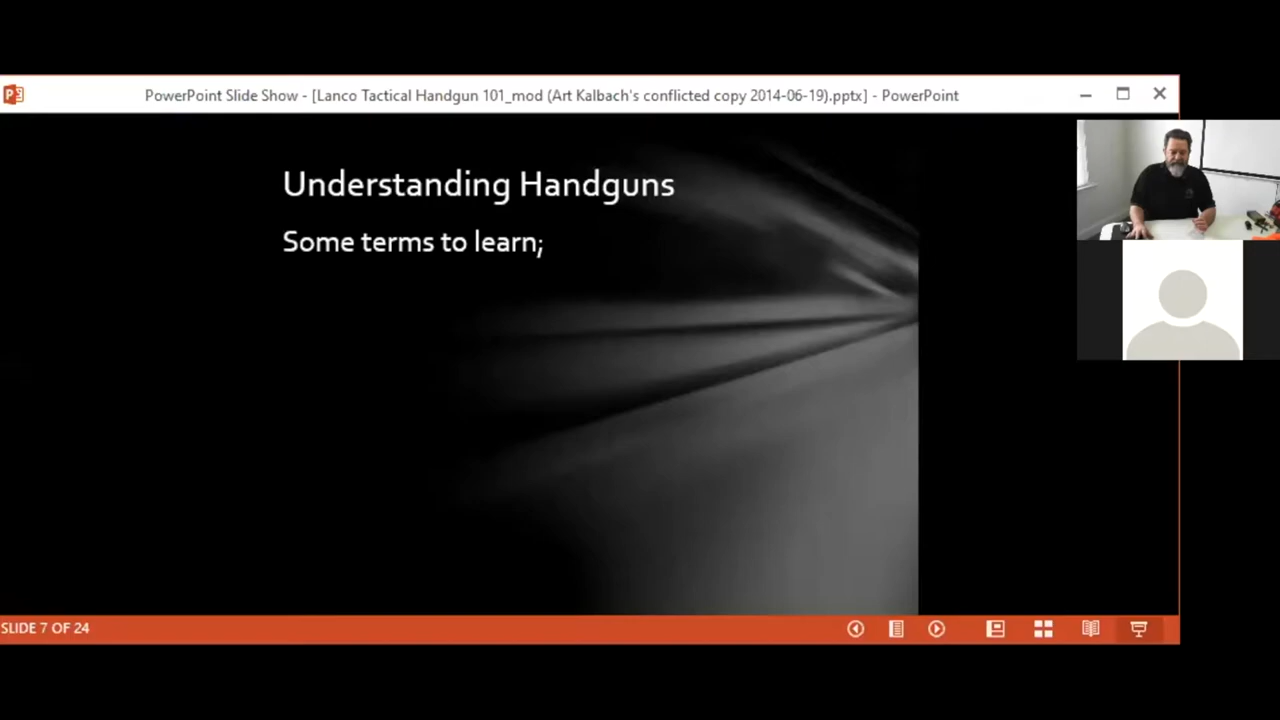 PowerPoint Slide Show - [Lanco Tactical Handgun 101_mod (Art Kalbach's conflicted copy 2014-06-19).pptx] - PowerPoint
Understanding Handguns
Some terms to learn;
SLIDE 7 OF 24